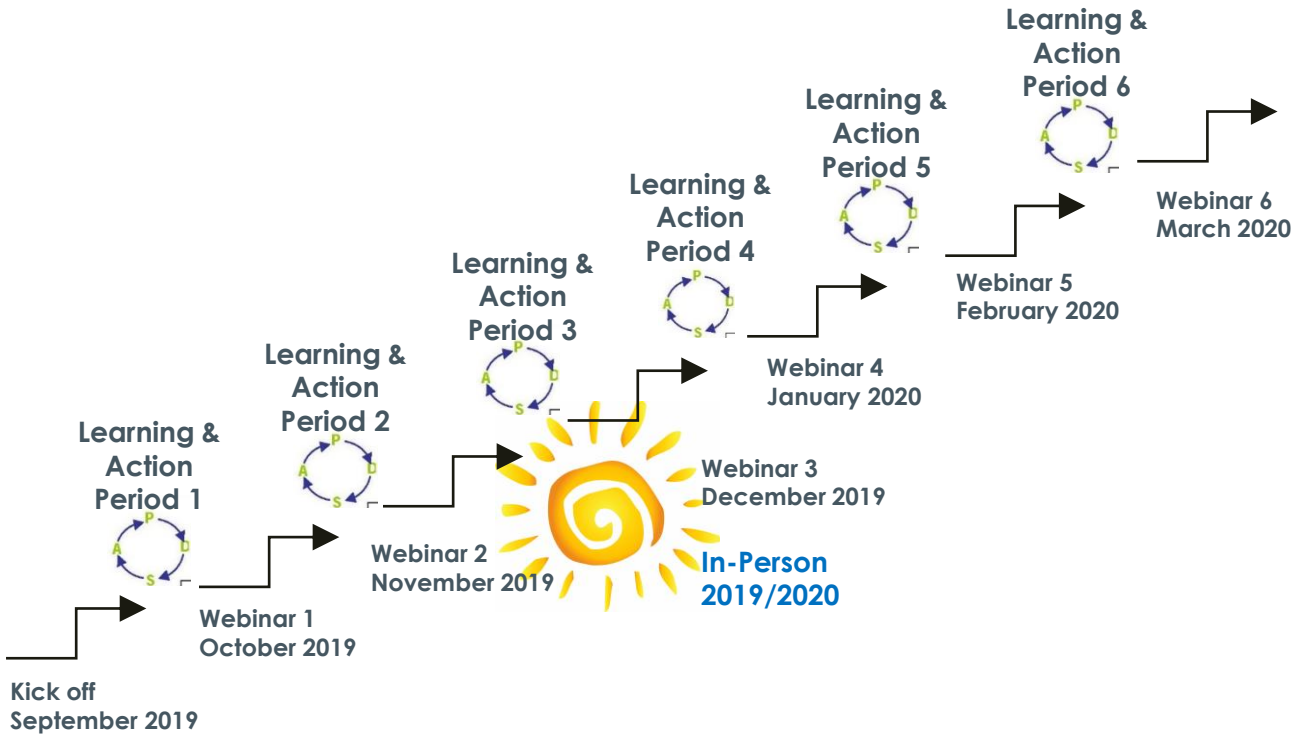 Learning &
Action
Period 6
P
D
S
A
Webinar 6
March 2020
Learning &
Action
Period 5
P
D
S
A
Webinar 5
February 2020
Learning &
Action
Period 4
P
D
S
A
Webinar 4
January 2020
Learning &
Action
Period 3
P
D
S
A
Webinar 3
December 2019
In-Person
2019/2020
Learning &
Action
Period 2
P
D
S
A
Webinar 2
November 2019
Learning &
Action
Period 1
P
D
S
A
Webinar 1
October 2019
Kick off
September 2019